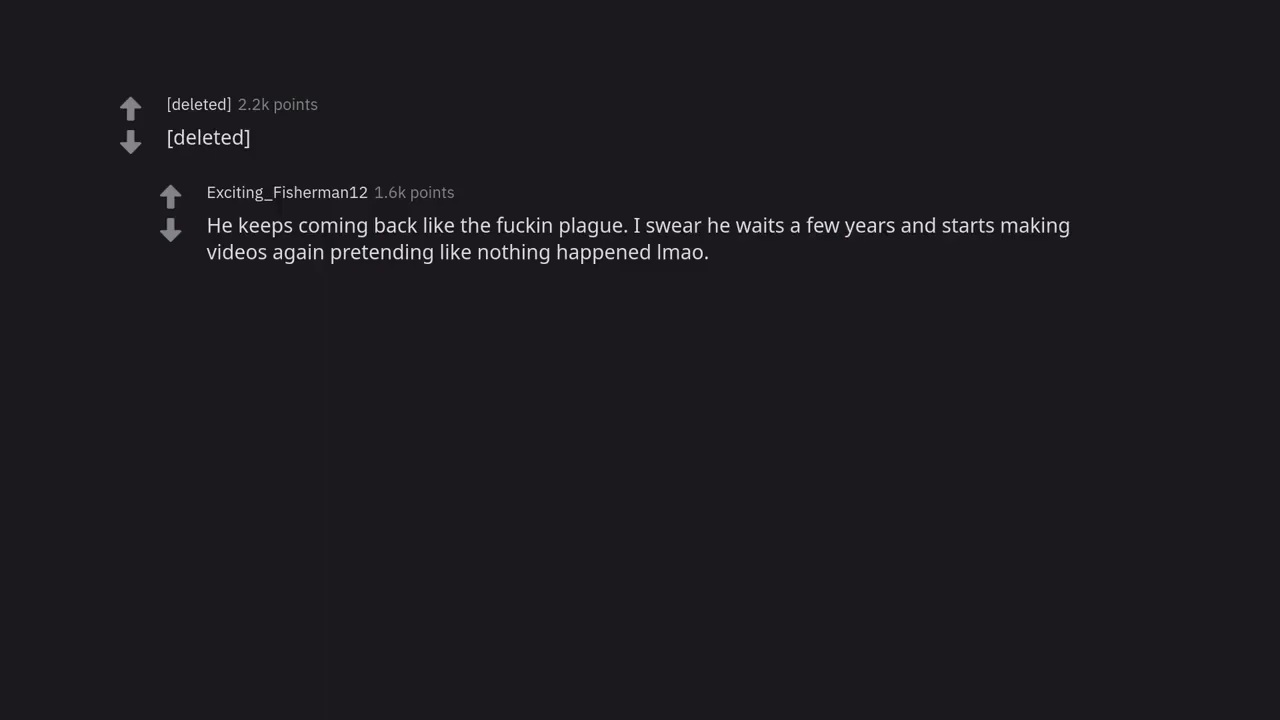 [deleted] 2.2k points
[deleted]
Exciting_Fisherman12 1.6k points
He keeps coming back like the fuckin plague. I swear he waits a few years and starts making
videos again pretending like nothing happened lmao.